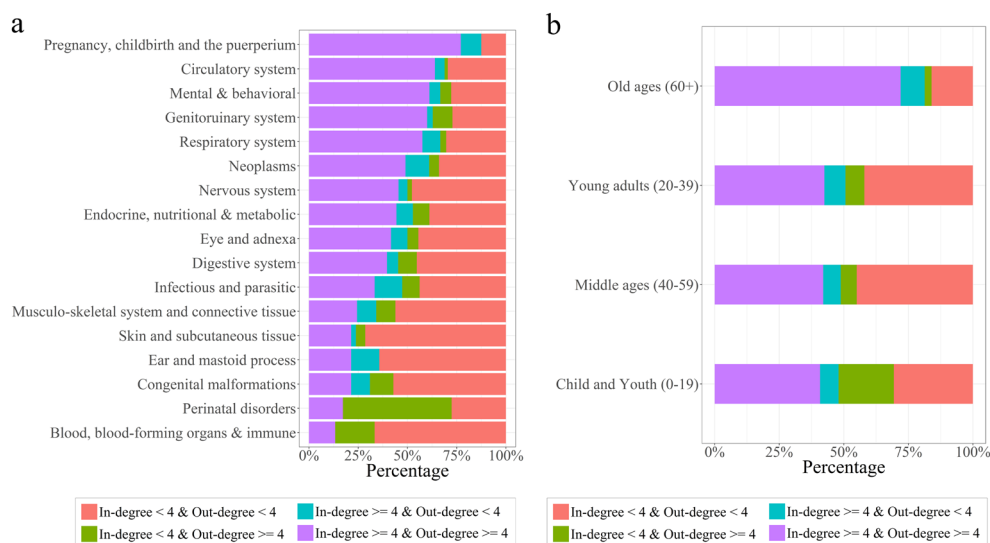 a
Pregnancy, childbirth and the puerperium
Circulatory system
Mental & behavioral
Genitoruinary system
Respiratory system
Neoplasms
Nervous system
Endocrine, nutritional & metabolic
Eye and adnexa
Digestive system
Infectious and parasitic
Musculo-skeletal system and connective tissue
Skin and subcutaneous tissue
Ear and mastoid process
Congenital malformations
Perinatal disorders
Blood, blood-forming organs & immune
0% 25% 50% 75% 100%
Percentage
In-degree < 4 & Out-degree < 4 In-degree >= 4 & Out-degree < 4
In-degree < 4 & Out-degree >= 4 In-degree >= 4 & Out-degree >= 4
b
Old ages (60+)
Young adults (20-39)
Middle ages (40-59)
Child and Youth (0-19)
0% 25% 50% 75% 100%
Percentage
In-degree < 4 & Out-degree < 4 In-degree >= 4 & Out-degree < 4
In-degree < 4 & Out-degree >= 4 In-degree >= 4 & Out-degree >= 4